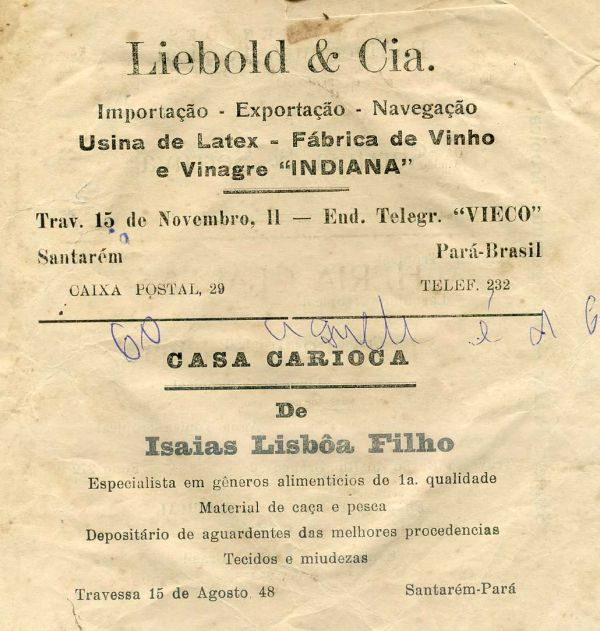 Liebold & Cia.
Importação - Exportação - Navegação
Usina de Latex - Fábrica de Vinho
e Vinagre "INDIANA"
Trav. 15 de Novembro, 11 — End. Telegr. "VIECO"
Santarém Pará-Brasil
CAIXA POSTAL, 29 TELEF. 232
60 é
CASA CARIOCA
De
Isaias Lisbôa Filho
Especialista em gêneros alimenticios de 1a. qualidade
Material de caça e pesca
Depositário de aguardentes das melhores procedencias
Tecidos e miudezas
Travessa 15 de Agosto, 48 Santarém-Pará